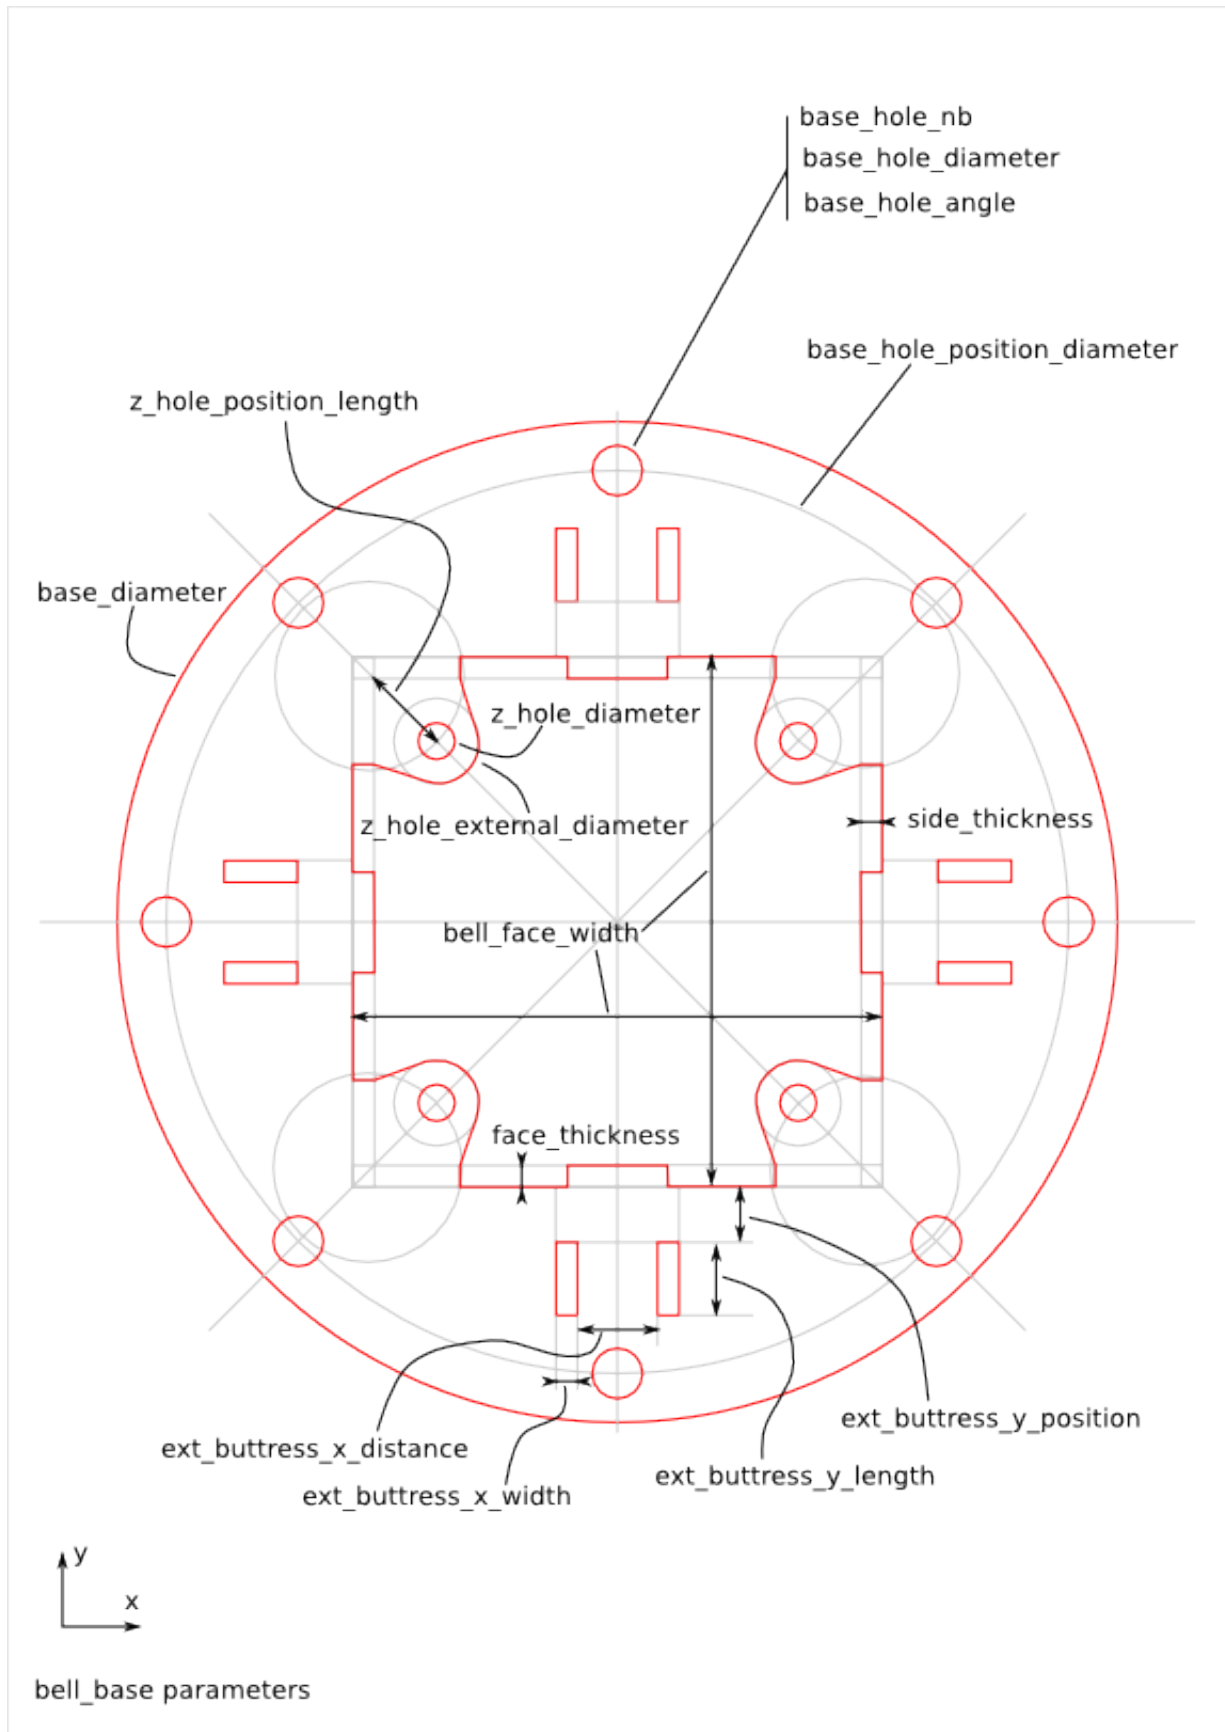 base_hole_nb
base_hole_diameter
base_hole_angle
base_hole_position_diameter
z_hole_position_length
base_diameter
z_hole_diameter
z_hole_external_diameter
side_thickness
bell_face_width
face_thickness
ext_buttress_y_position
ext_buttress_x_distance
ext_buttress_y_length
ext_buttress_x_width
y
x
bell_base parameters